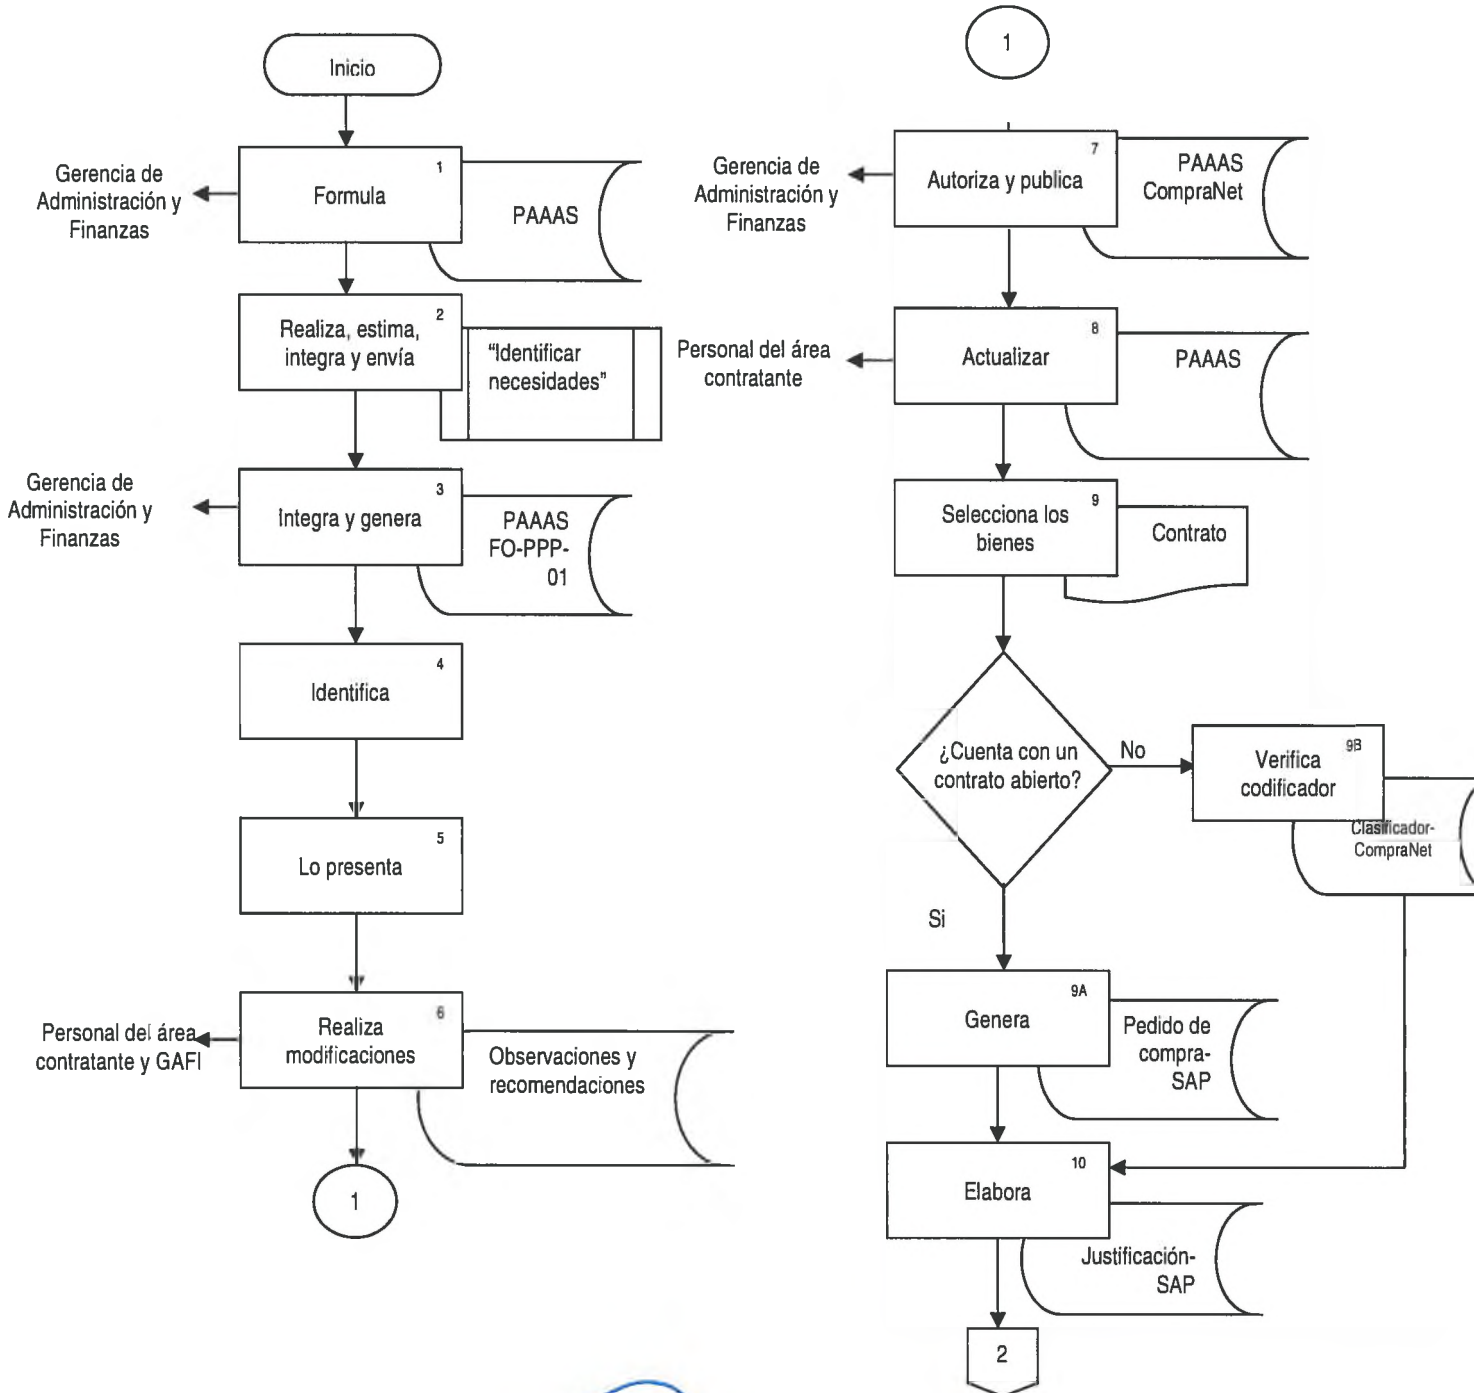 Inicio
Gerencia de
Administración y
Finanzas
1
Formula
PAAAS
2
Realiza, estima,
integra y envía
“Identificar
necesidades”
Gerencia de
Administración y
Finanzas
3
Integra y genera
PAAAS
FO-PPP-
01
4
Identifica
5
Lo presenta
Personal del área
contratante y GAFI
6
Realiza
modificaciones
Observaciones y
recomendaciones
1
1
Gerencia de
Administración y
Finanzas
7
Autoriza y publica
PAAAS
CompraNet
Personal del área
contratante
8
Actualizar
PAAAS
9
Selecciona los
bienes
Contrato
¿Cuenta con un
contrato abierto?
No
9B
Verifica
codificador
Clasificador-
CompraNet
Si
9A
Genera
Pedido de
compra-
SAP
10
Elabora
Justificación-
SAP
2